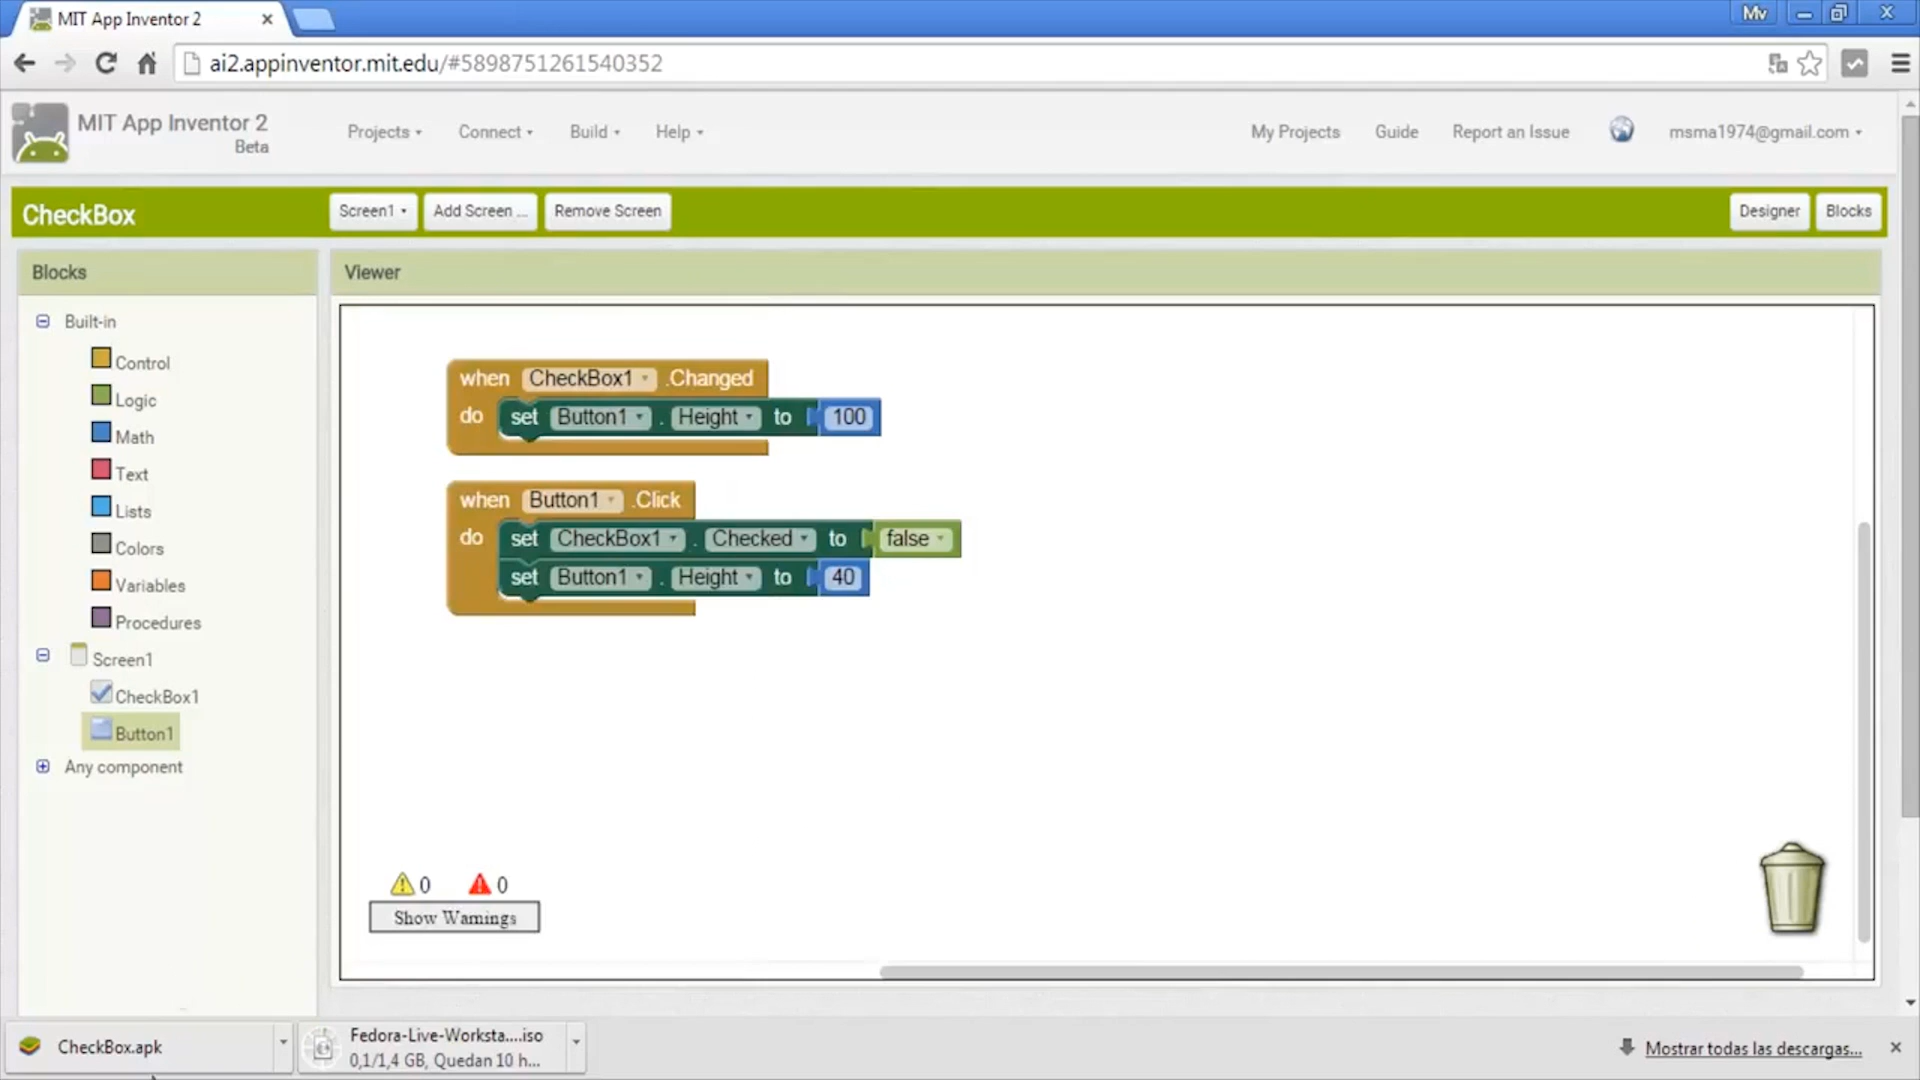 MIT App Inventor 2
Mv
ai2.appinventor.mit.edu/#5898751261540352
MIT App Inventor 2
Beta
Projects
Connect
Build
Help
My Projects
Guide
Report an Issue
msma1974@gmail.com
CheckBox
Screen1
Add Screen ...
Remove Screen
Designer
Blocks
Blocks
Viewer
Built-in
Control
Logic
Math
Text
Lists
Colors
Variables
Procedures
Screen1
CheckBox1
Button1
Any component
when CheckBox1 .Changed
do set Button1 . Height to 100
when Button1 .Click
do set CheckBox1 . Checked to false
set Button1 . Height to 40
0 0
Show Warnings
CheckBox.apk
Fedora-Live-Worksta....iso
0,1/1,4 GB, Quedan 10 h...
Mostrar todas las descargas...